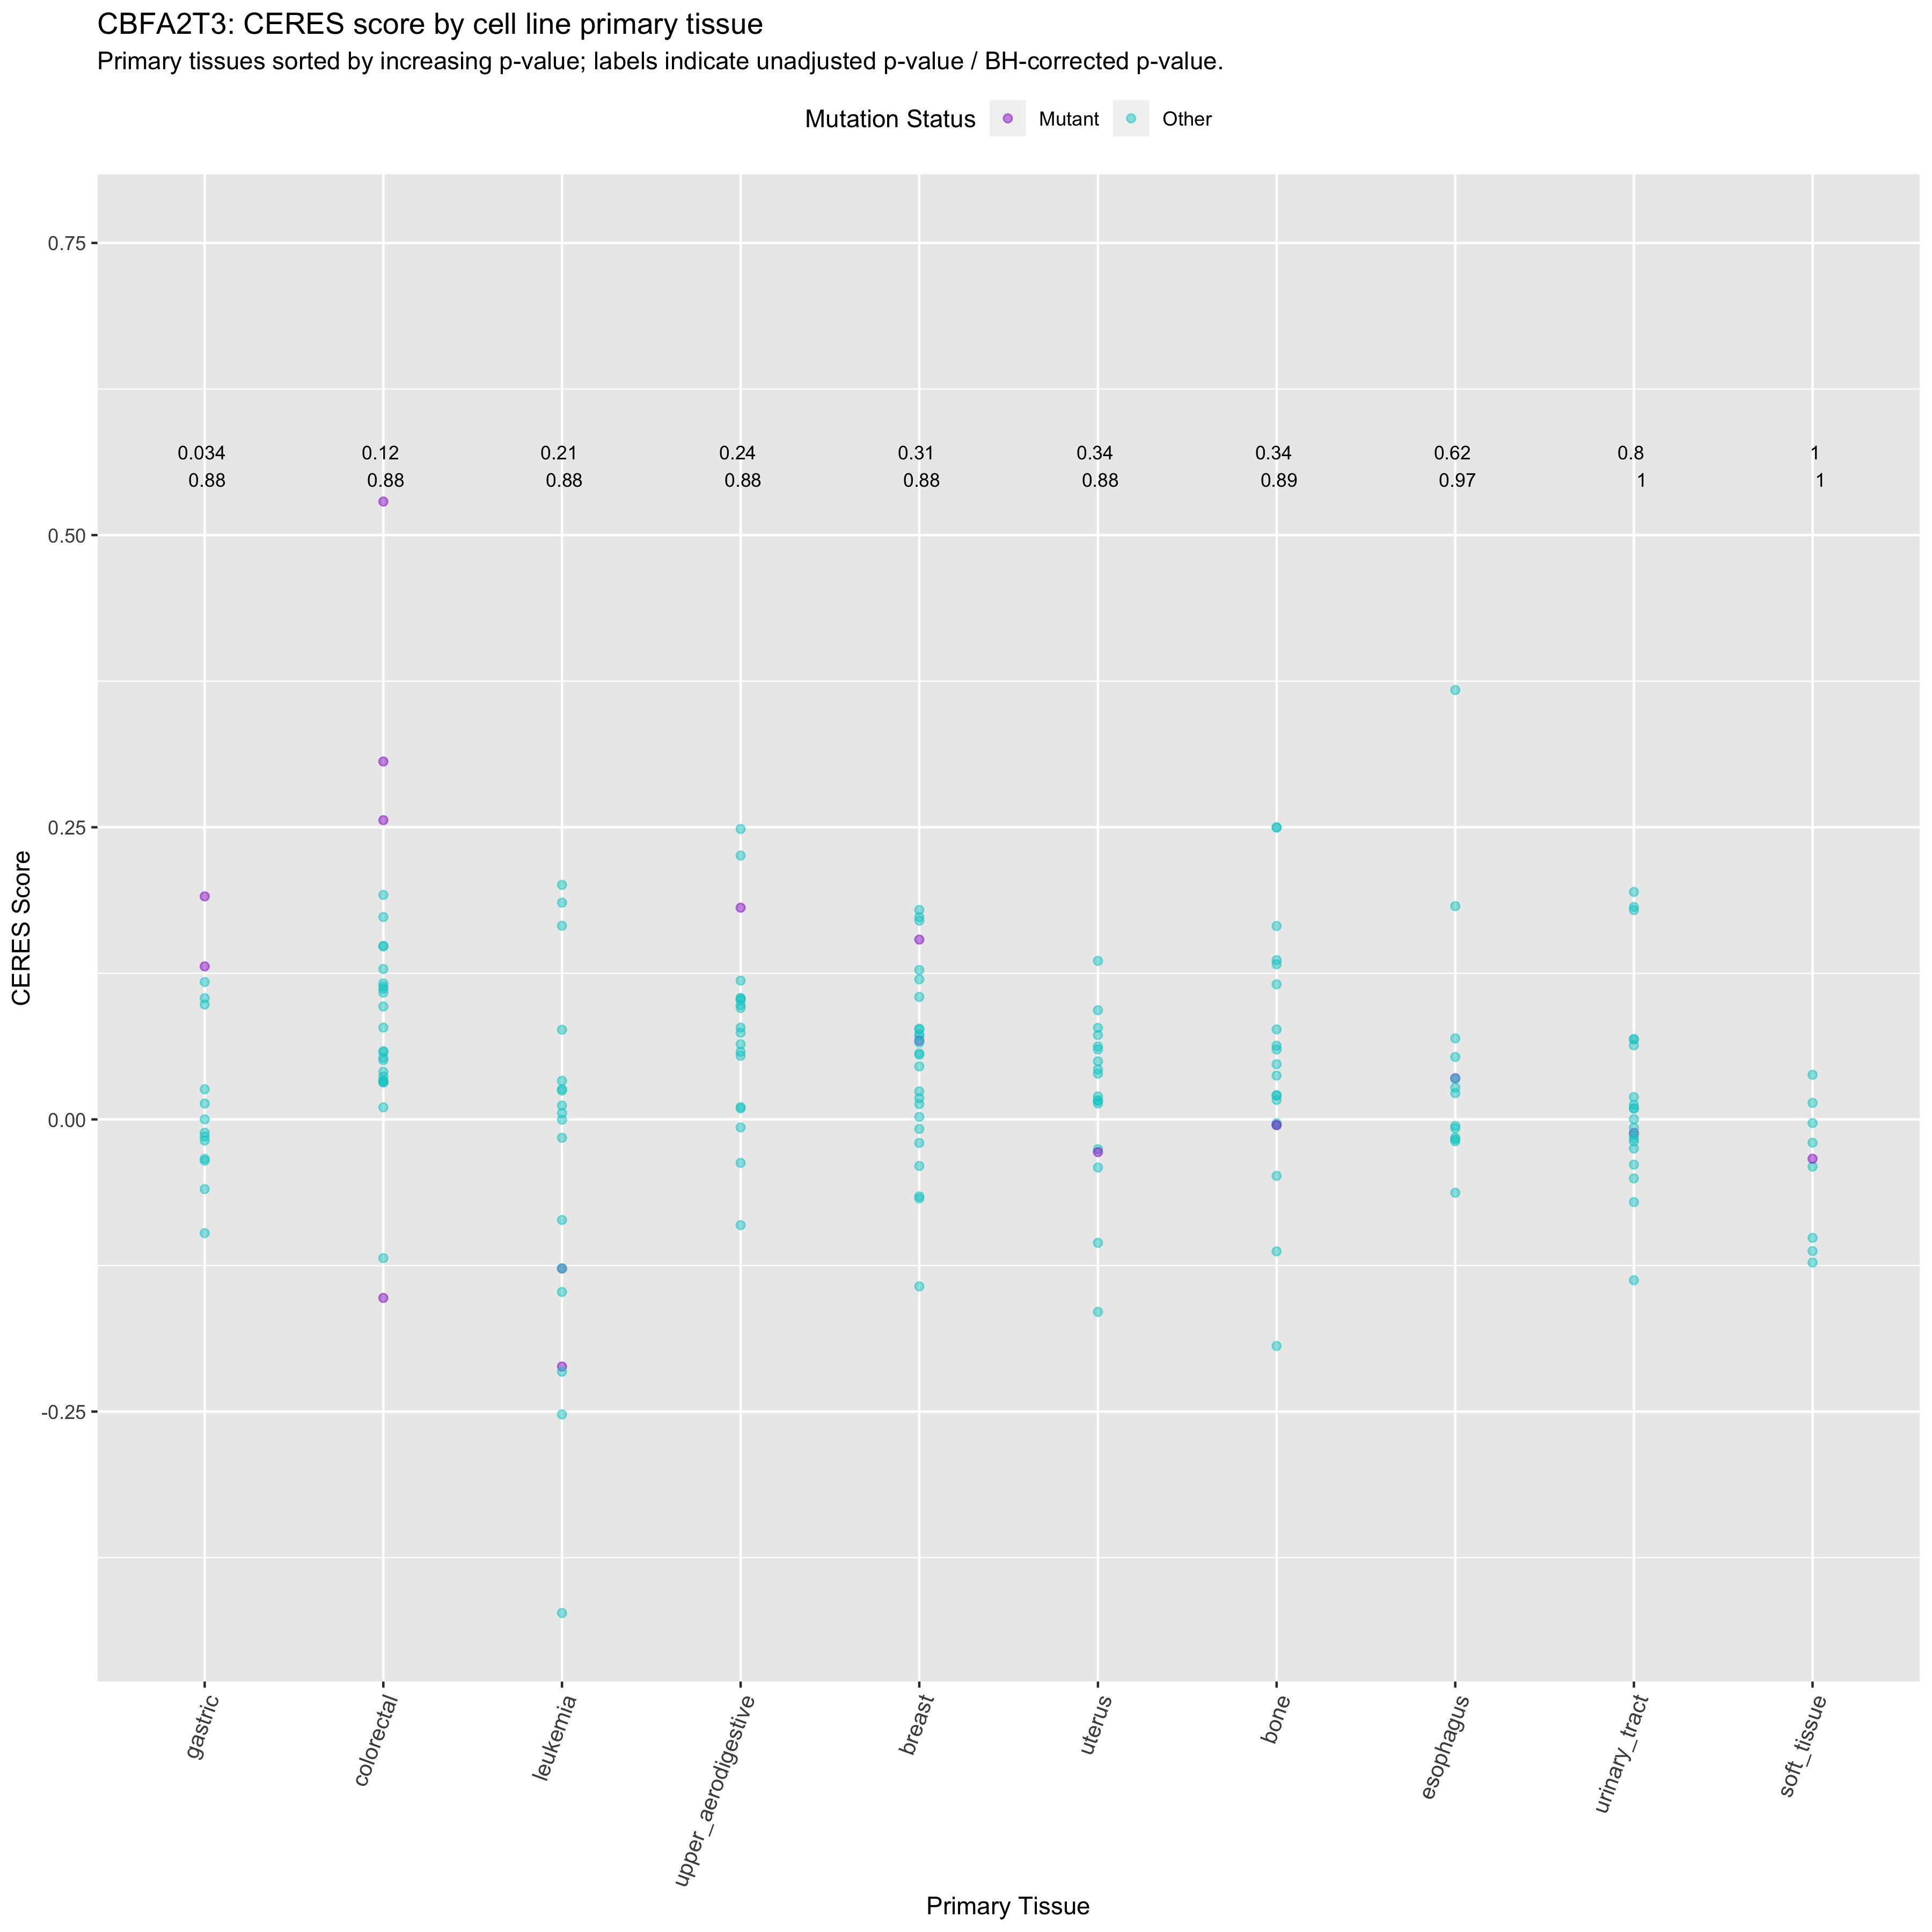 CBFA2T3: CERES score by cell line primary tissue
Primary tissues sorted by increasing p-value; labels indicate unadjusted p-value / BH-corrected p-value.
Mutation Status Mutant Other
0.75
0.034 0.12 0.21 0.24 0.31 0.34 0.34 0.62 0.8 1
0.88 0.88 0.88 0.88 0.88 0.88 0.89 0.97 1 1
0.50
0.25
CERES Score
0.00
-0.25
gastric colorectal leukemia upper_aerodigestive breast uterus bone esophagus urinary_tract soft_tissue
Primary Tissue